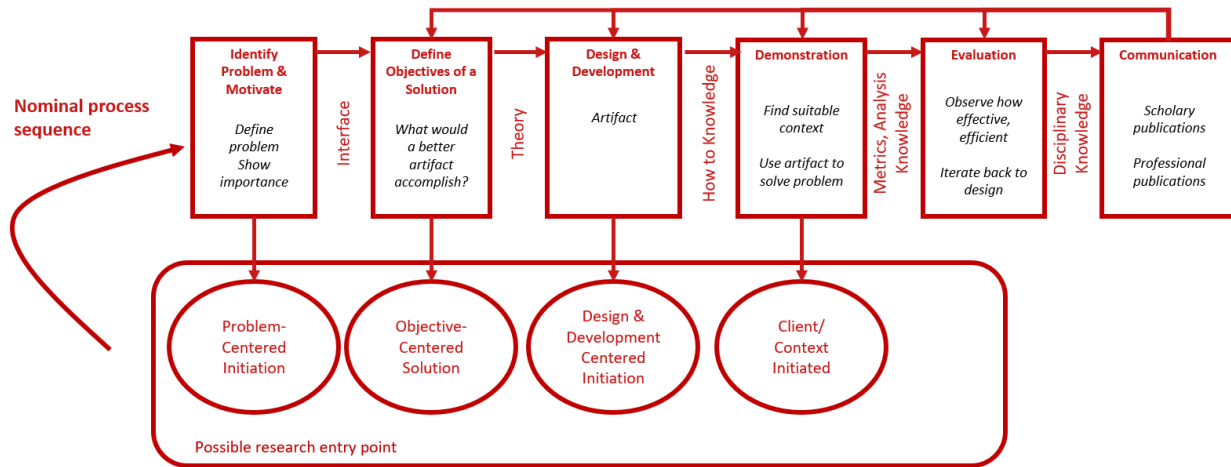 Nominal process
sequence
Identify
Problem &
Motivate
Define
problem
Show
importance
Interface
Define
Objectives of a
Solution
What would
a better
artifact
accomplish?
Theory
Design &
Development
Artifact
How to Knowledge
Demonstration
Find suitable
context
Use artifact to
solve problem
Metrics, Analysis
Knowledge
Evaluation
Observe how
effective,
efficient
Iterate back to
design
Disciplinary
Knowledge
Communication
Scholary
publications
Professional
publications
Problem-
Centered
Initiation
Objective-
Centered
Solution
Design &
Development
Centered
Initiation
Client/
Context
Initiated
Possible research entry point